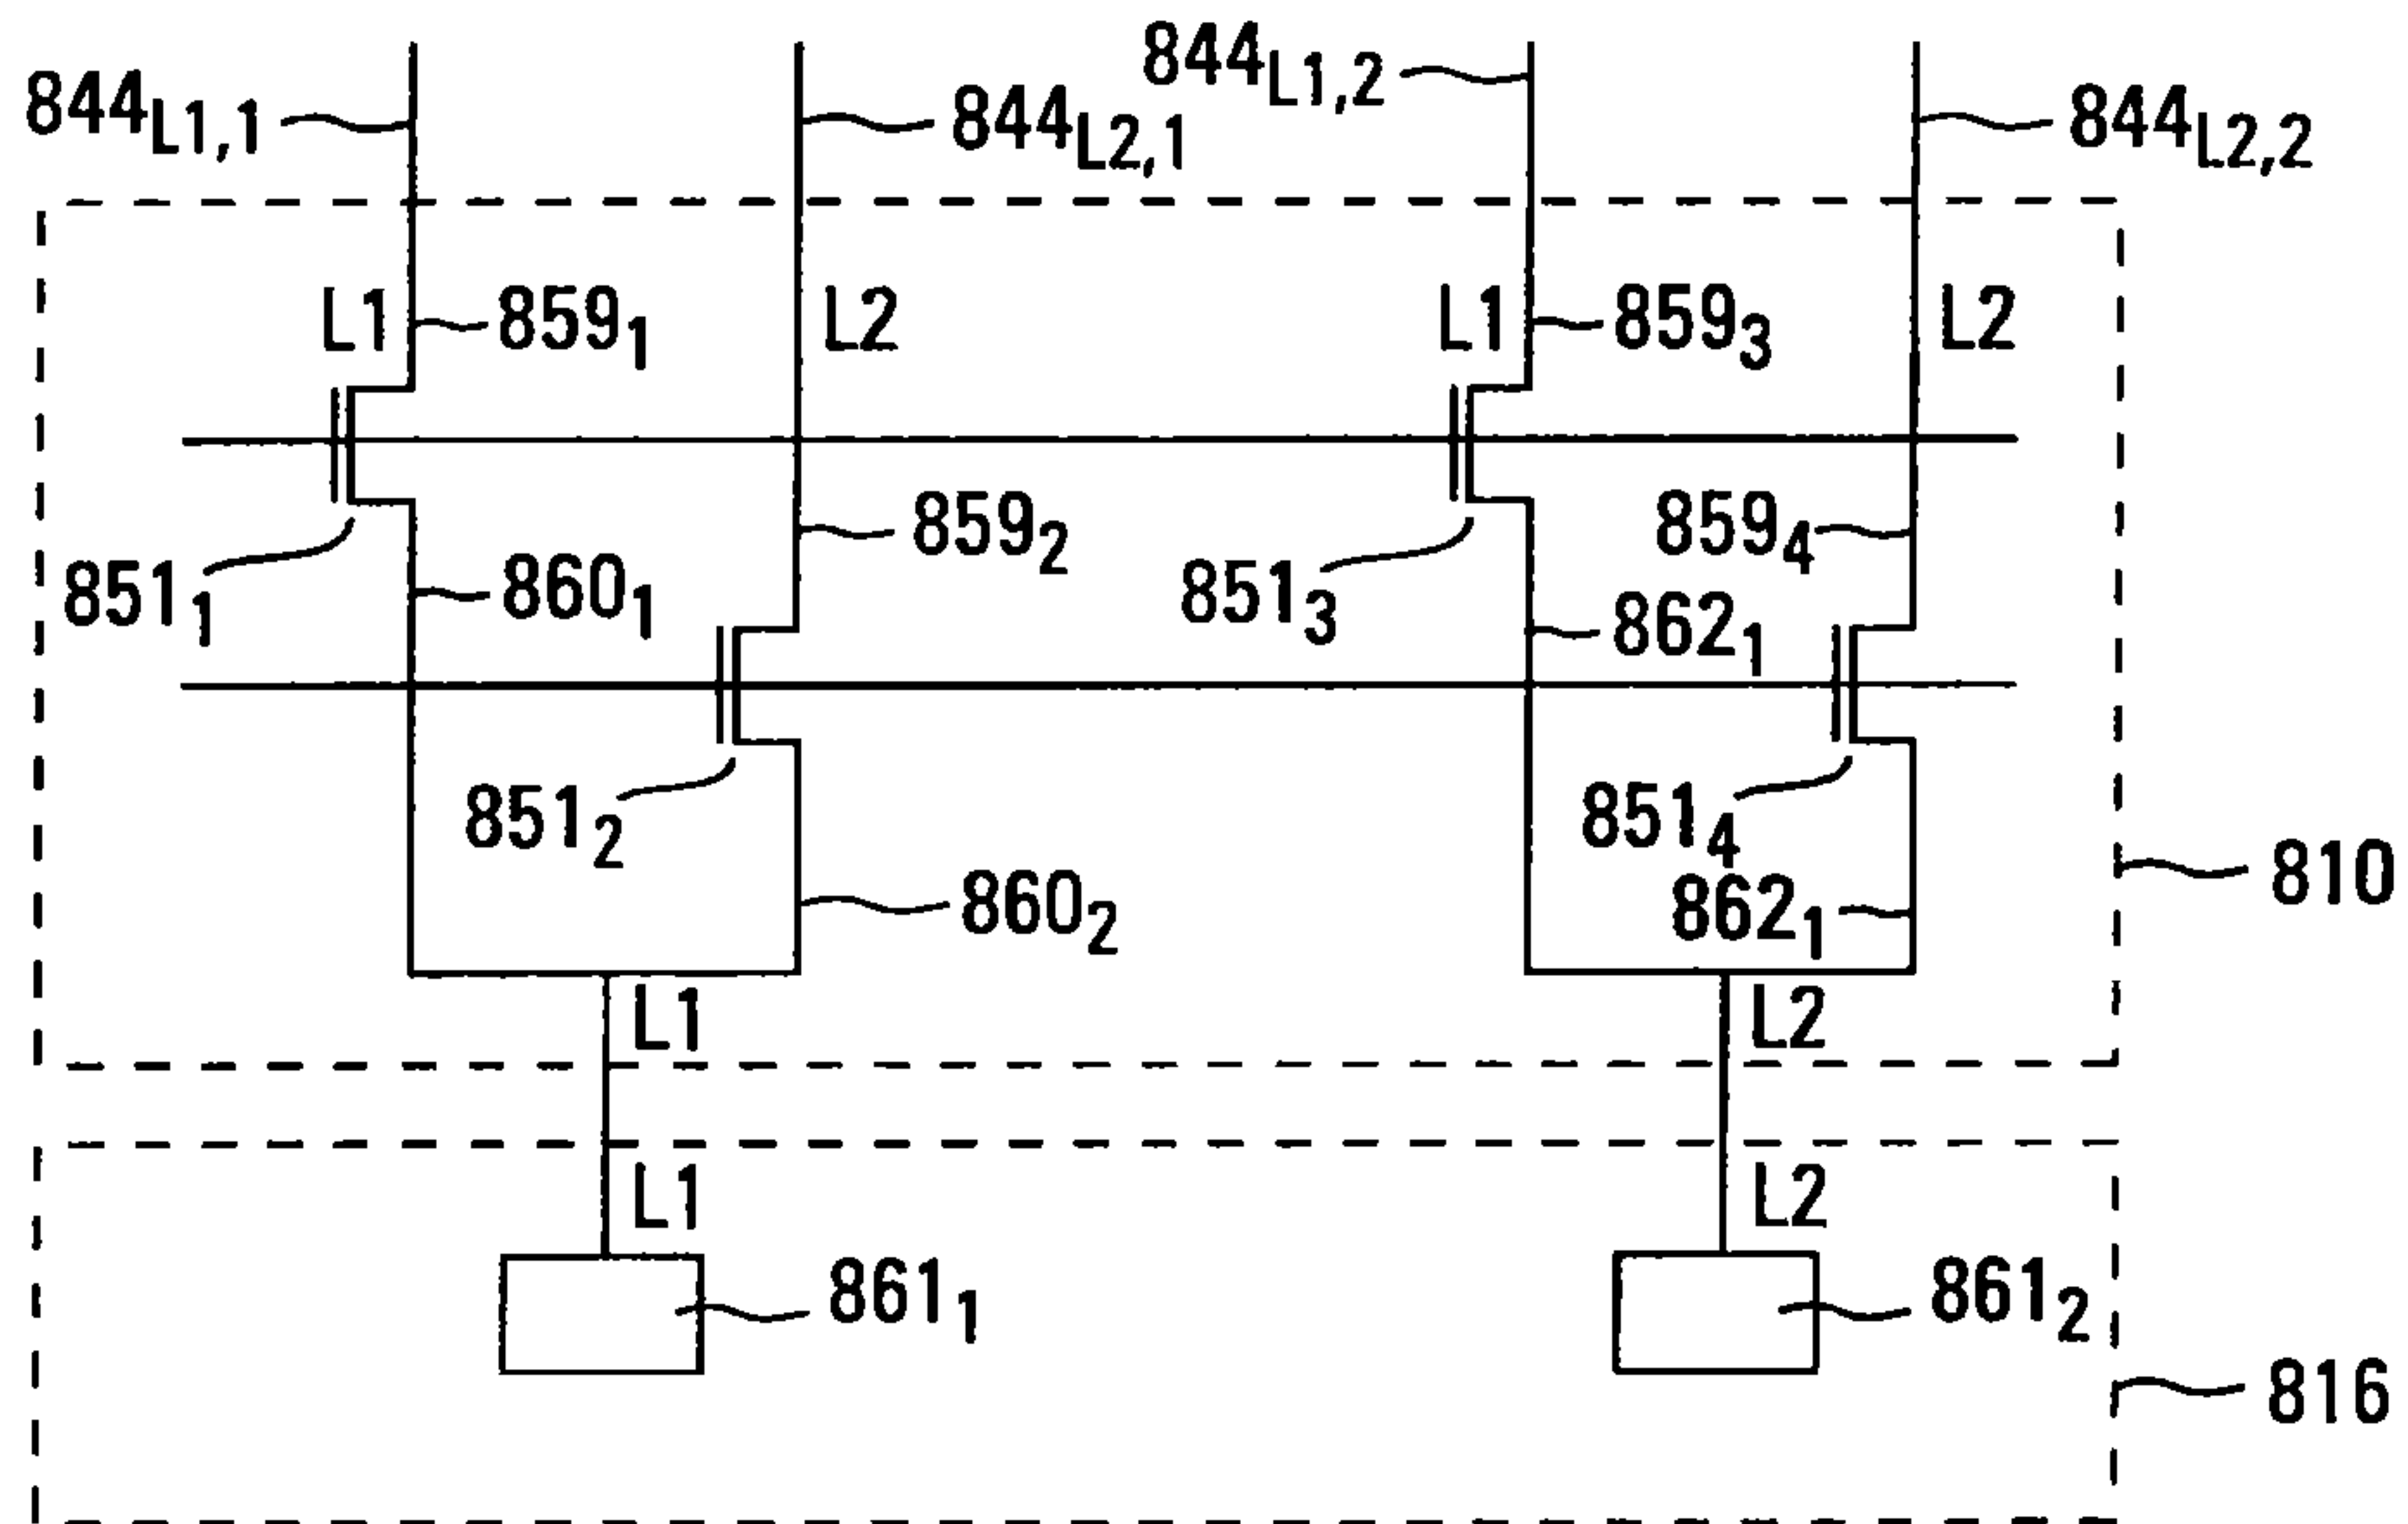 844L1,1
844L2,1
844L1,2
844L2,2
L1
859₁
L2
L1
859₃
L2
859₂
859₄
851₁
860₁
851₃
862₁
851₂
860₂
851₄
862₁
810
L1
L2
L1
L2
861₁
861₂
816